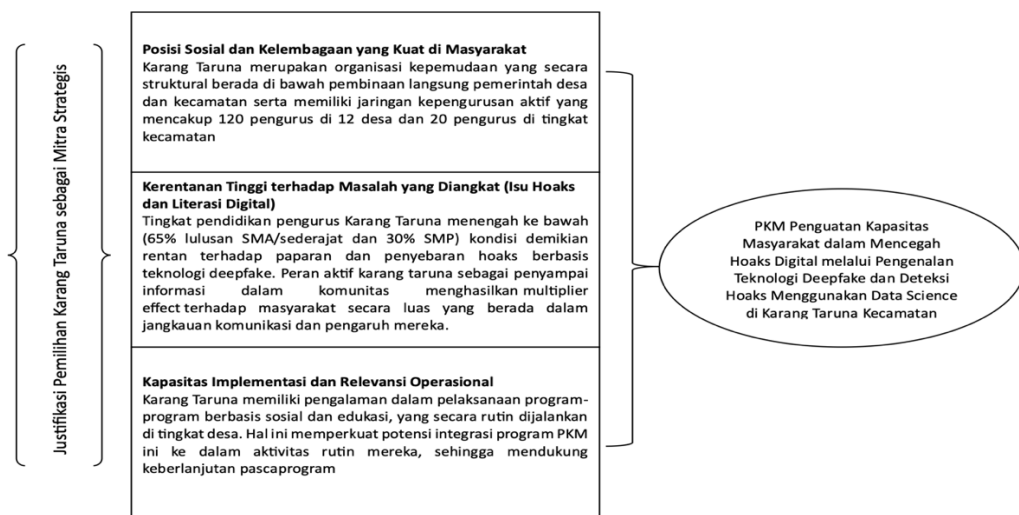 Justifikasi Pemilihan Karang Taruna sebagai Mitra Strategis
Posisi Sosial dan Kelembagaan yang Kuat di Masyarakat
Karang Taruna merupakan organisasi kepemudaan yang secara
struktural berada di bawah pembinaan langsung pemerintah desa
dan kecamatan serta memiliki jaringan kepengurusan aktif yang
mencakup 120 pengurus di 12 desa dan 20 pengurus di tingkat
kecamatan
Kerentanan Tinggi terhadap Masalah yang Diangkat (Isu Hoaks
dan Literasi Digital)
Tingkat pendidikan pengurus Karang Taruna menengah ke bawah
(65% lulusan SMA/sederajat dan 30% SMP) kondisi demikian
rentan terhadap paparan dan penyebaran hoaks berbasis
teknologi deepfake. Peran aktif karang taruna sebagai penyampai
informasi dalam komunitas menghasilkan multiplier
effect terhadap masyarakat secara luas yang berada dalam
jangkauan komunikasi dan pengaruh mereka.
Kapasitas Implementasi dan Relevansi Operasional
Karang Taruna memiliki pengalaman dalam pelaksanaan program-
program berbasis sosial dan edukasi, yang secara rutin dijalankan
di tingkat desa. Hal ini memperkuat potensi integrasi program PKM
ini ke dalam aktivitas rutin mereka, sehingga mendukung
keberlanjutan pascaprogram
PKM Penguatan Kapasitas
Masyarakat dalam Mencegah
Hoaks Digital melalui Pengenalan
Teknologi Deepfake dan Deteksi
Hoaks Menggunakan Data Science
di Karang Taruna Kecamatan